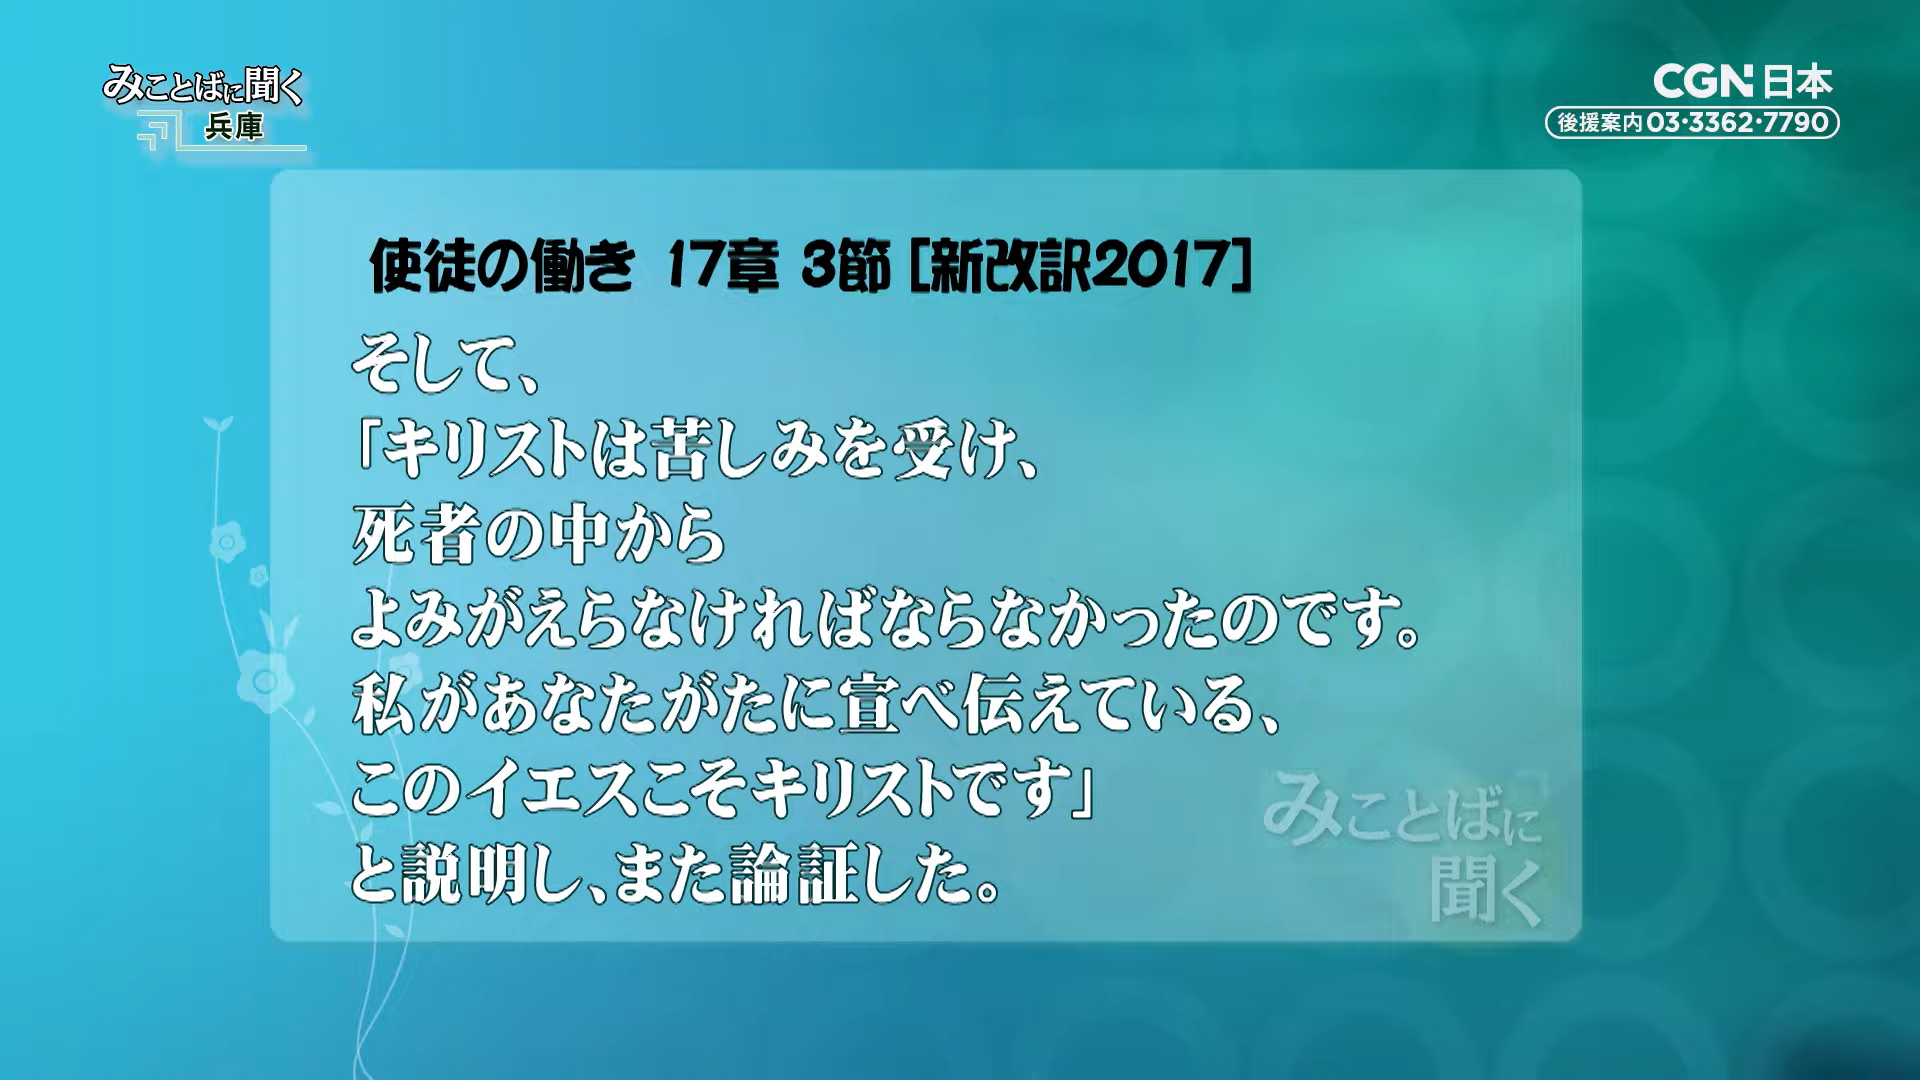 みことばに聞く
兵庫
CGN日本
後援案内03・3362・7790
使徒の働き 17章 3節 [新改訳2017]
そして、
「キリストは苦しみを受け、
死者の中から
よみがえらなければならなかったのです。
私があなたがたに宣べ伝えている、
このイエスこそキリストです」
と説明し、また論証した。
みことばに
聞く